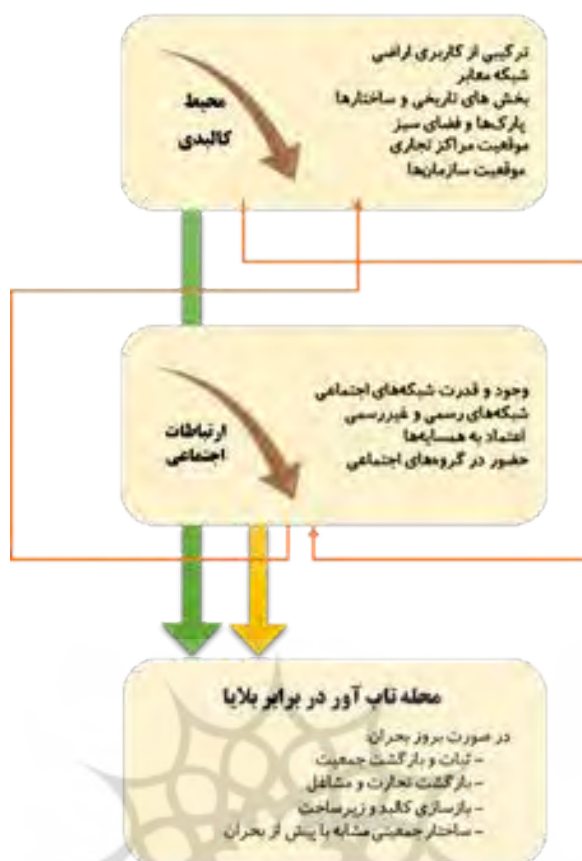 ترکیبی از کاربری اراضی
شبکه معابر
بخش های تاریخی و ساختارها
پارک‌ها و فضای سبز
موقعیت مراکز تجاری
موقعیت سازمان‌ها
محیط
کالبدی
وجود و قدرت شبکه‌های اجتماعی
شبکه‌های رسمی و غیررسمی
اعتماد به همسایه‌ها
حضور در گروه‌های اجتماعی
ارتباطات
اجتماعی
محله تاب آور در برابر بلایا
در صورت بروز بحران:
- ثبات و بازگشت جمعیت
- بازگشت تجارت و مشاغل
- بازسازی کالبد و زیرساخت
- ساختار جمعیتی مشابه با پیش از بحران